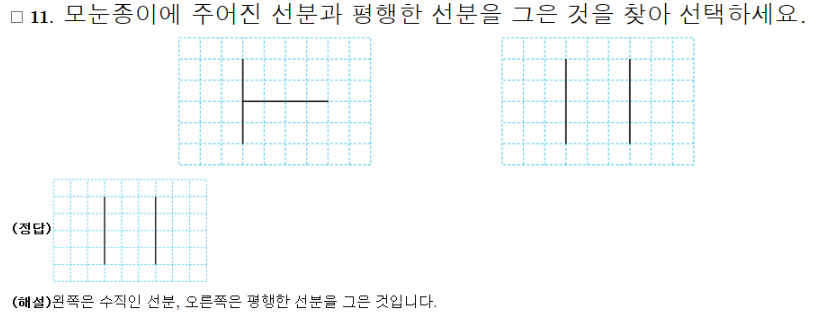 □ 11. 모눈종이에 주어진 선분과 평행한 선분을 그은 것을 찾아 선택하세요.
(정답)
(해설)왼쪽은 수직인 선분, 오른쪽은 평행한 선분을 그은 것입니다.